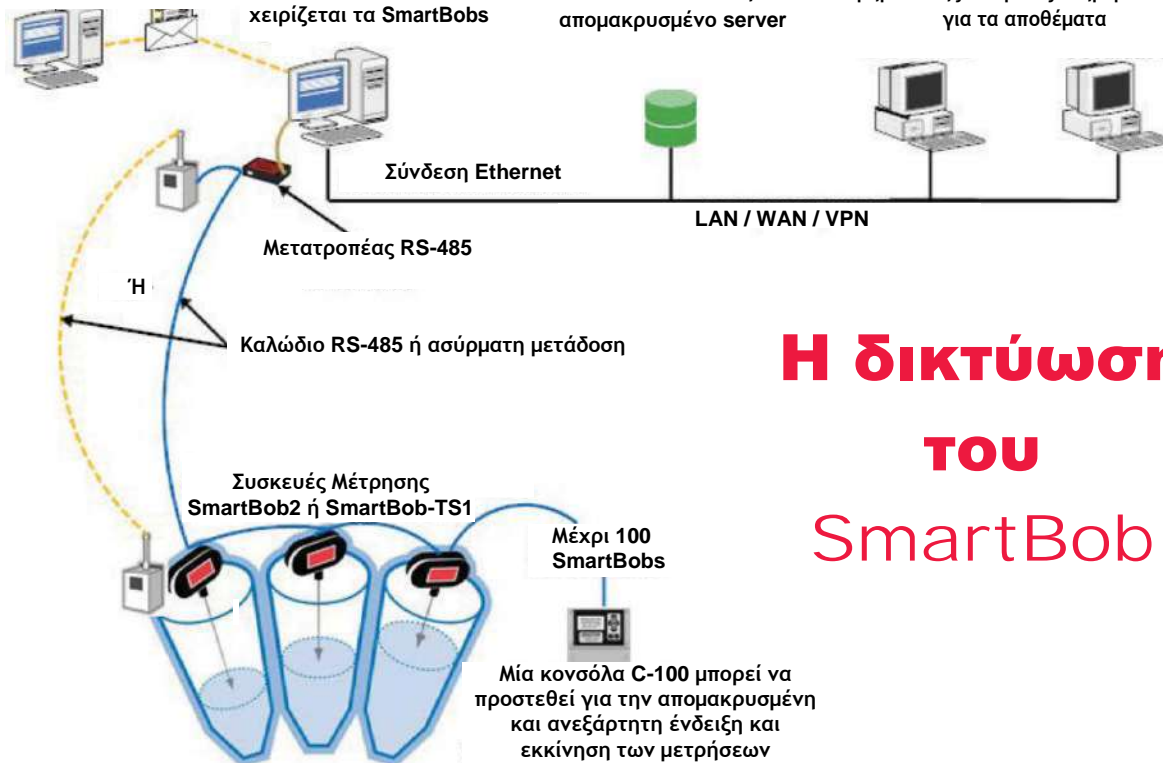 χειρίζεται τα SmartBobs
απομακρυσμένο server
για τα αποθέματα
Σύνδεση Ethernet
LAN / WAN / VPN
Μετατροπέας RS-485
Ή
Καλώδιο RS-485 ή ασύρματη μετάδοση
Η δικτύωση
του
SmartBob
Συσκευές Μέτρησης
SmartBob2 ή SmartBob-TS1
Μέχρι 100
SmartBobs
Μία κονσόλα C-100 μπορεί να
προστεθεί για την απομακρυσμένη
και ανεξάρτητη ένδειξη και
εκκίνηση των μετρήσεων